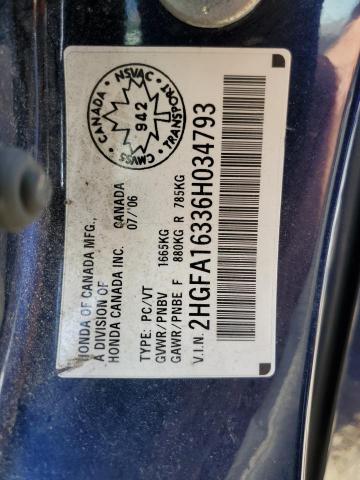 HONDA OF CANADA MFG.,
A DIVISION OF
HONDA CANADA INC.
CANADA
07/'06
CANADA
NSVAC
TRANSPORT
CMVSS
942
TYPE: PC/VT
GVWR/PNBV 1665KG
GAWR/PNBE F 880KG R 785KG
V.I.N. 2HGFA16336H034793